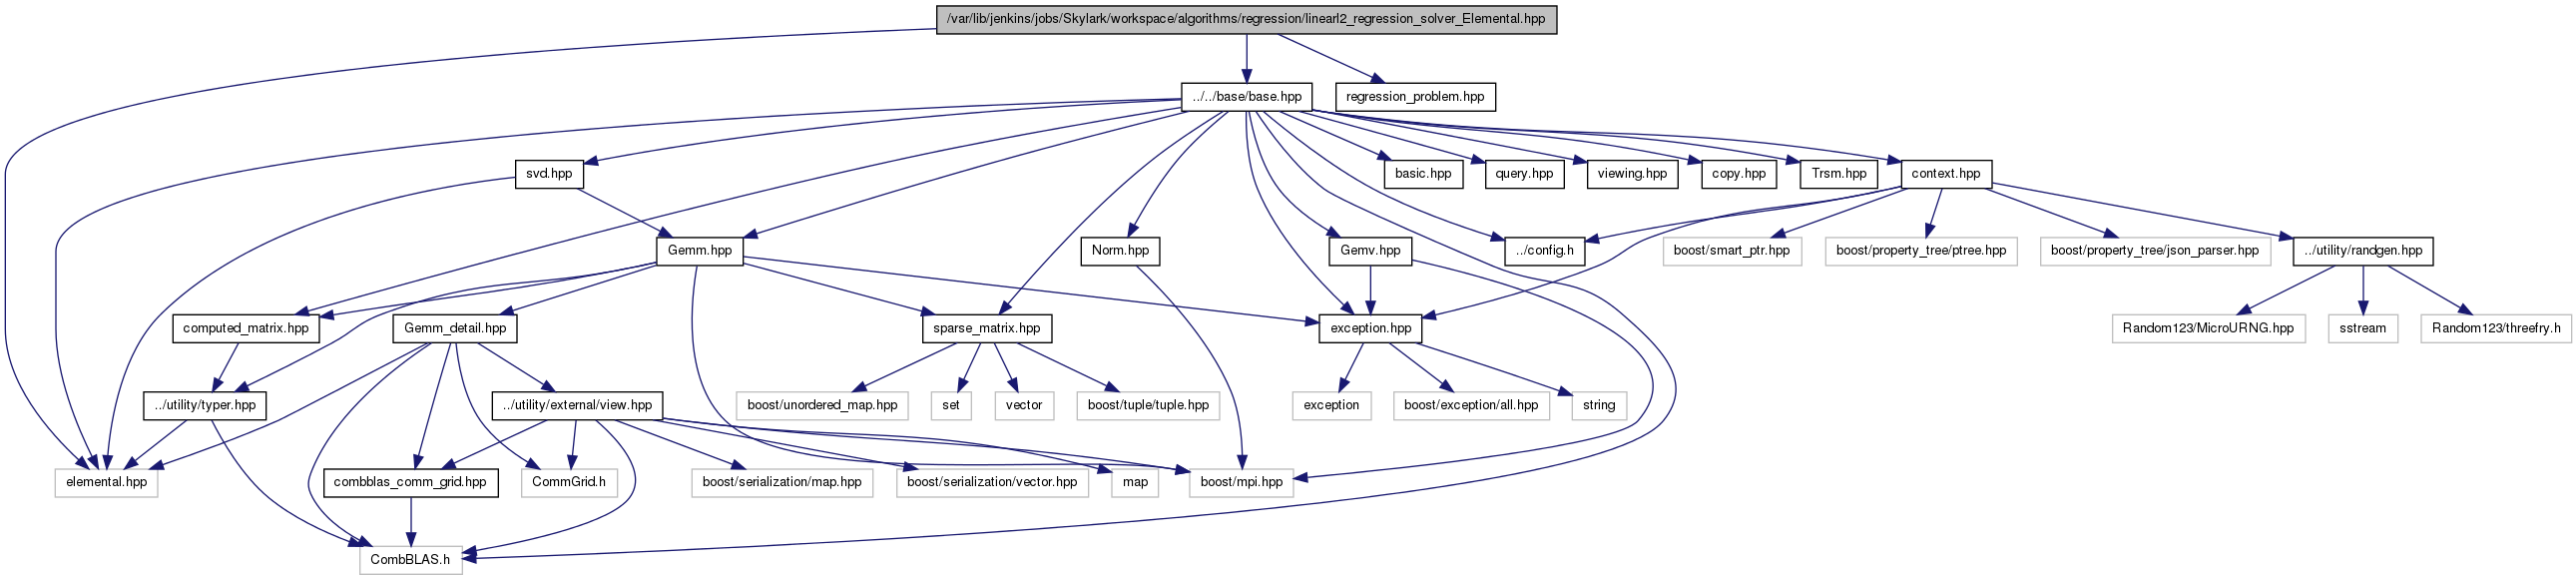 /var/lib/jenkins/jobs/Skylark/workspace/algorithms/regression/linearl2_regression_solver_Elemental.hpp
../../base/base.hpp
regression_problem.hpp
svd.hpp
basic.hpp
query.hpp
viewing.hpp
copy.hpp
Trsm.hpp
context.hpp
Gemm.hpp
Norm.hpp
Gemv.hpp
../config.h
boost/smart_ptr.hpp
boost/property_tree/ptree.hpp
boost/property_tree/json_parser.hpp
../utility/randgen.hpp
computed_matrix.hpp
Gemm_detail.hpp
sparse_matrix.hpp
exception.hpp
Random123/MicroURNG.hpp
sstream
Random123/threefry.h
../utility/typer.hpp
../utility/external/view.hpp
boost/unordered_map.hpp
set
vector
boost/tuple/tuple.hpp
exception
boost/exception/all.hpp
string
elemental.hpp
combblas_comm_grid.hpp
CommGrid.h
boost/serialization/map.hpp
boost/serialization/vector.hpp
map
boost/mpi.hpp
CombBLAS.h